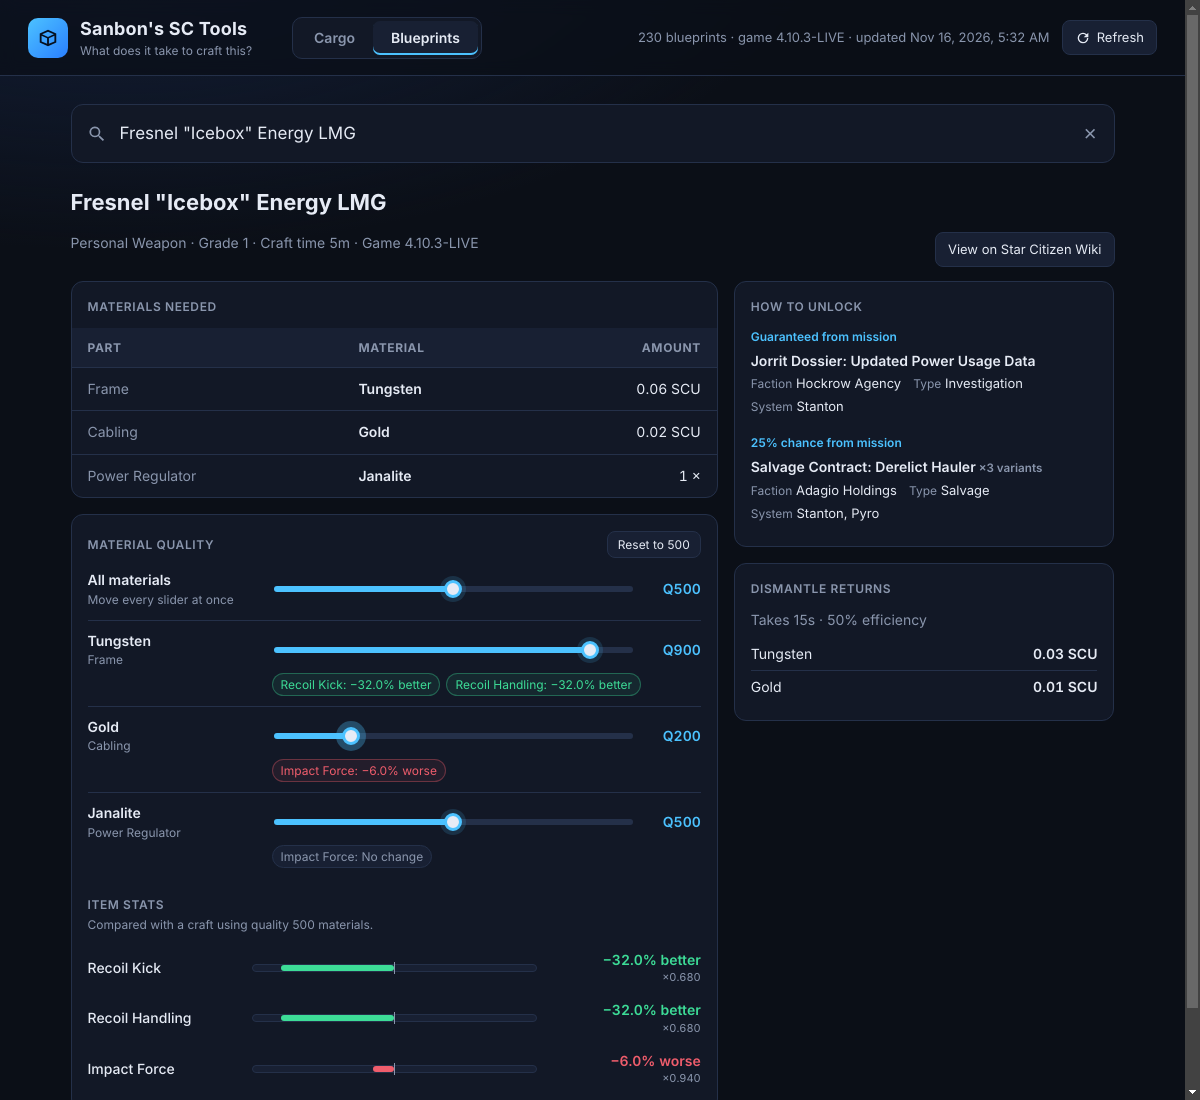 Sanbon's SC Tools
What does it take to craft this?
Cargo
Blueprints
230 blueprints · game 4.10.3-LIVE · updated Nov 16, 2026, 5:32 AM
Refresh
Fresnel "Icebox" Energy LMG
×
Fresnel "Icebox" Energy LMG
Personal Weapon · Grade 1 · Craft time 5m · Game 4.10.3-LIVE
View on Star Citizen Wiki
MATERIALS NEEDED
PART MATERIAL AMOUNT
Frame Tungsten 0.06 SCU
Cabling Gold 0.02 SCU
Power Regulator Janalite 1 ×
MATERIAL QUALITY
Reset to 500
All materials
Move every slider at once
Q500
Tungsten
Frame
Q900
Recoil Kick: −32.0% better
Recoil Handling: −32.0% better
Gold
Cabling
Q200
Impact Force: −6.0% worse
Janalite
Power Regulator
Q500
Impact Force: No change
ITEM STATS
Compared with a craft using quality 500 materials.
Recoil Kick
−32.0% better
×0.680
Recoil Handling
−32.0% better
×0.680
Impact Force
−6.0% worse
×0.940
HOW TO UNLOCK
Guaranteed from mission
Jorrit Dossier: Updated Power Usage Data
Faction Hockrow Agency Type Investigation
System Stanton
25% chance from mission
Salvage Contract: Derelict Hauler ×3 variants
Faction Adagio Holdings Type Salvage
System Stanton, Pyro
DISMANTLE RETURNS
Takes 15s · 50% efficiency
Tungsten 0.03 SCU
Gold 0.01 SCU